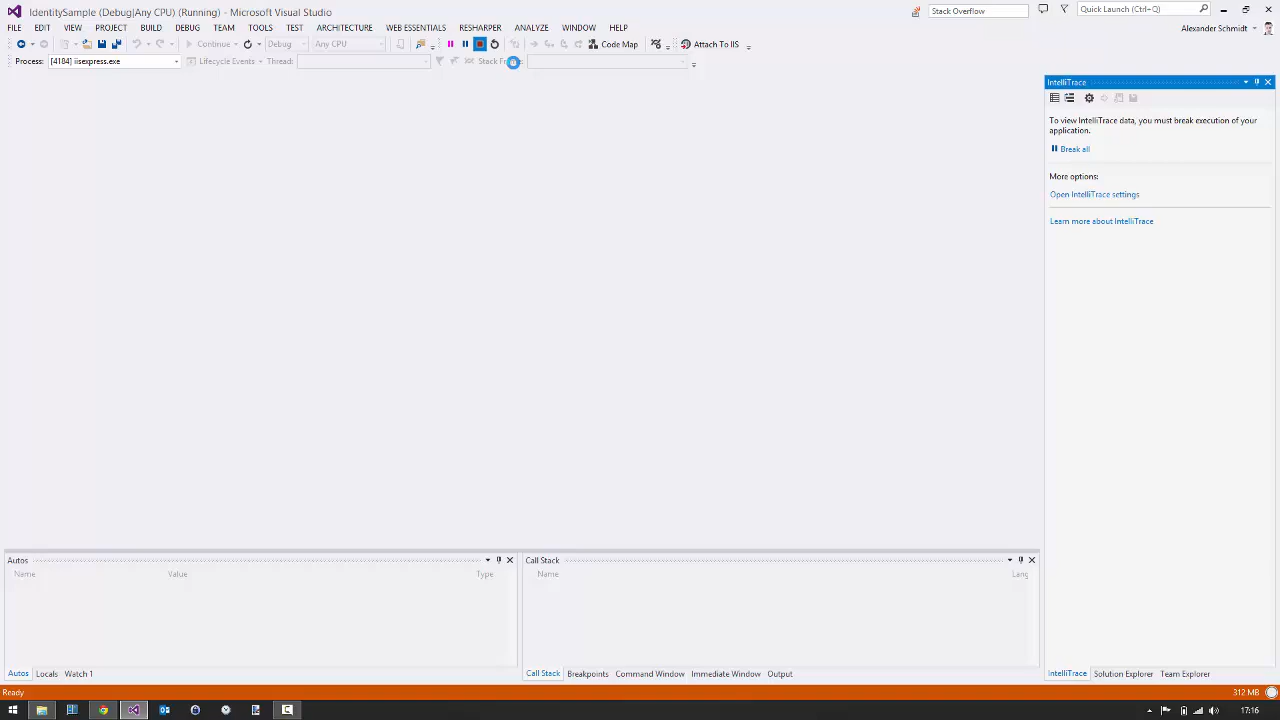 IdentitySample (Debug|Any CPU) (Running) - Microsoft Visual Studio
Stack Overflow
Quick Launch (Ctrl+Q)
FILE EDIT VIEW PROJECT BUILD DEBUG TEAM TOOLS TEST ARCHITECTURE WEB ESSENTIALS RESHARPER ANALYZE WINDOW HELP
Alexander Schmidt
Continue Debug Any CPU Code Map Attach To IIS
Process: [4184] iisexpress.exe Lifecycle Events Thread: Stack
IntelliTrace
To view IntelliTrace data, you must break execution of your
application.
Break all
More options:
Open IntelliTrace settings
Learn more about IntelliTrace
Autos
Name Value Type
Call Stack
Name Lang
Autos Locals Watch 1
Call Stack Breakpoints Command Window Immediate Window Output
IntelliTrace Solution Explorer Team Explorer
Ready
312 MB
17:16